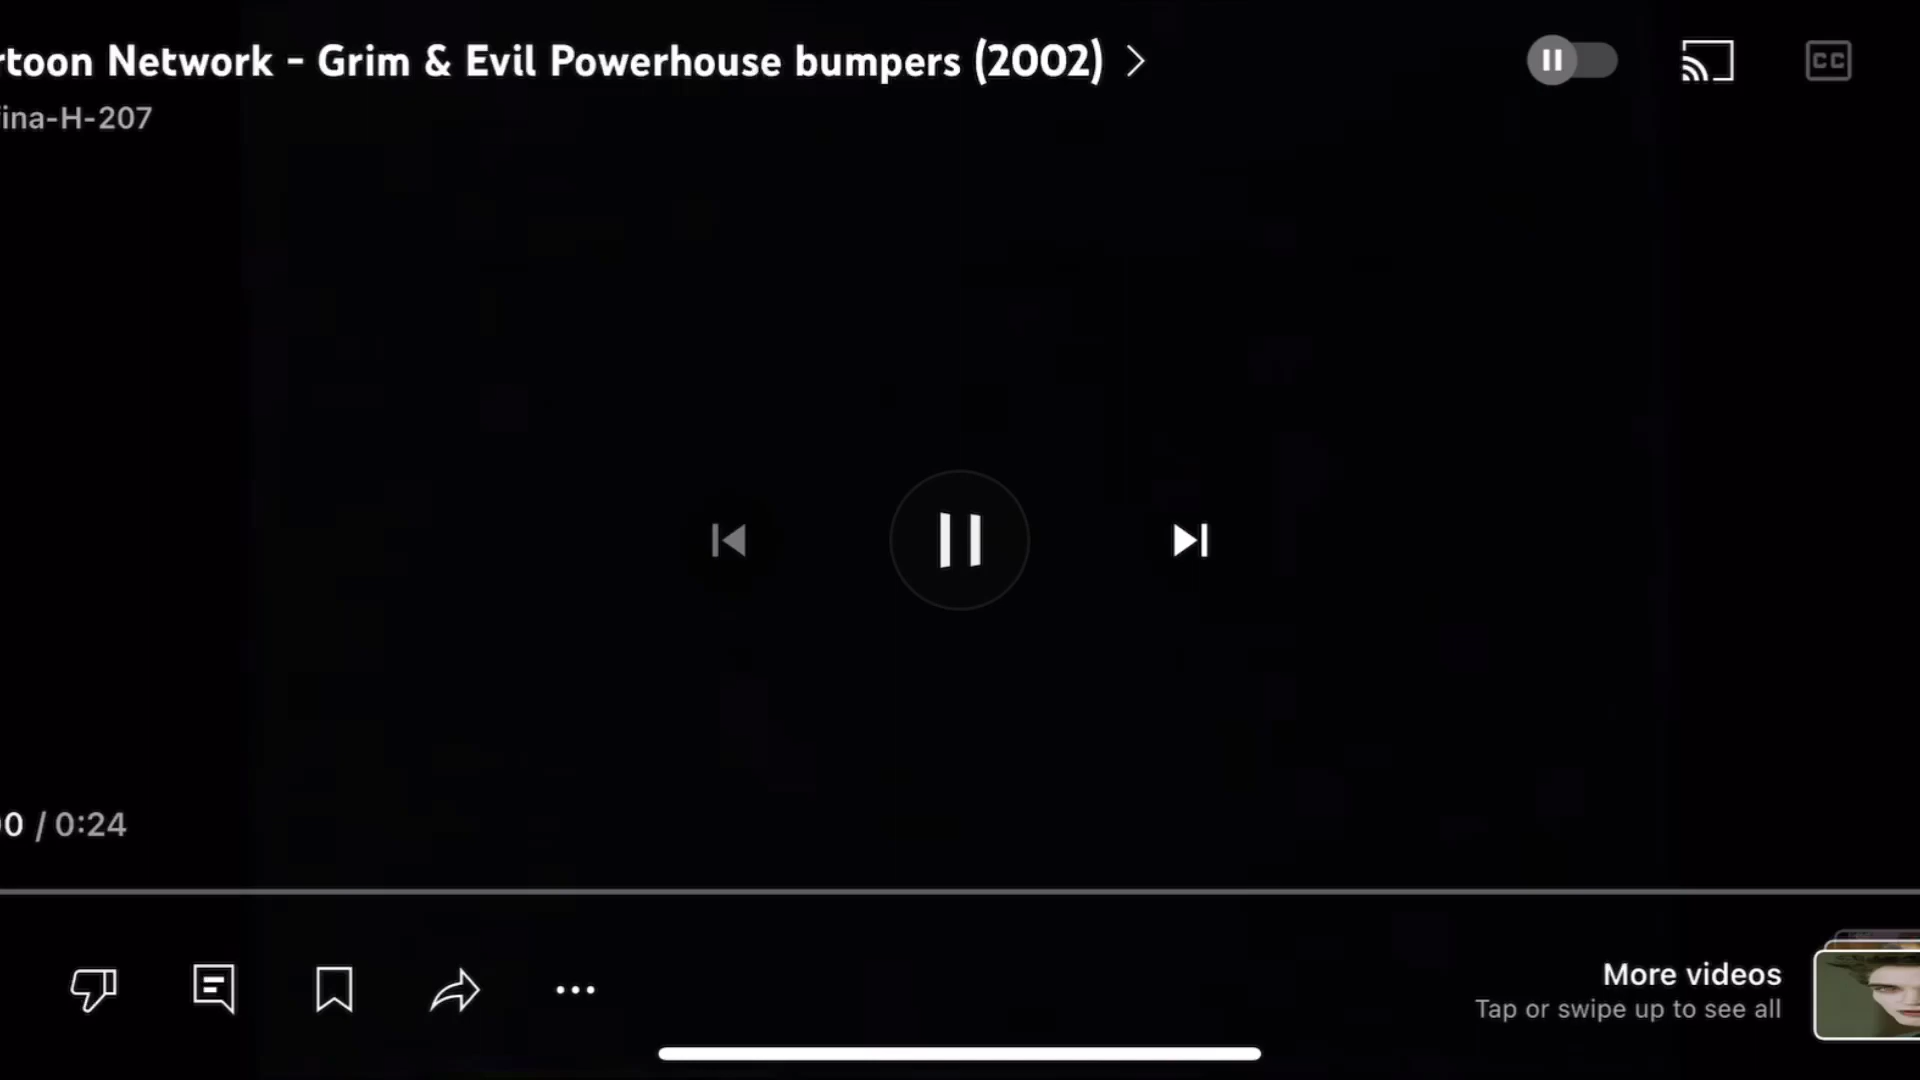 rtoon Network - Grim & Evil Powerhouse bumpers (2002)
CC
ina-H-207
0 / 0:24
More videos
Tap or swipe up to see all